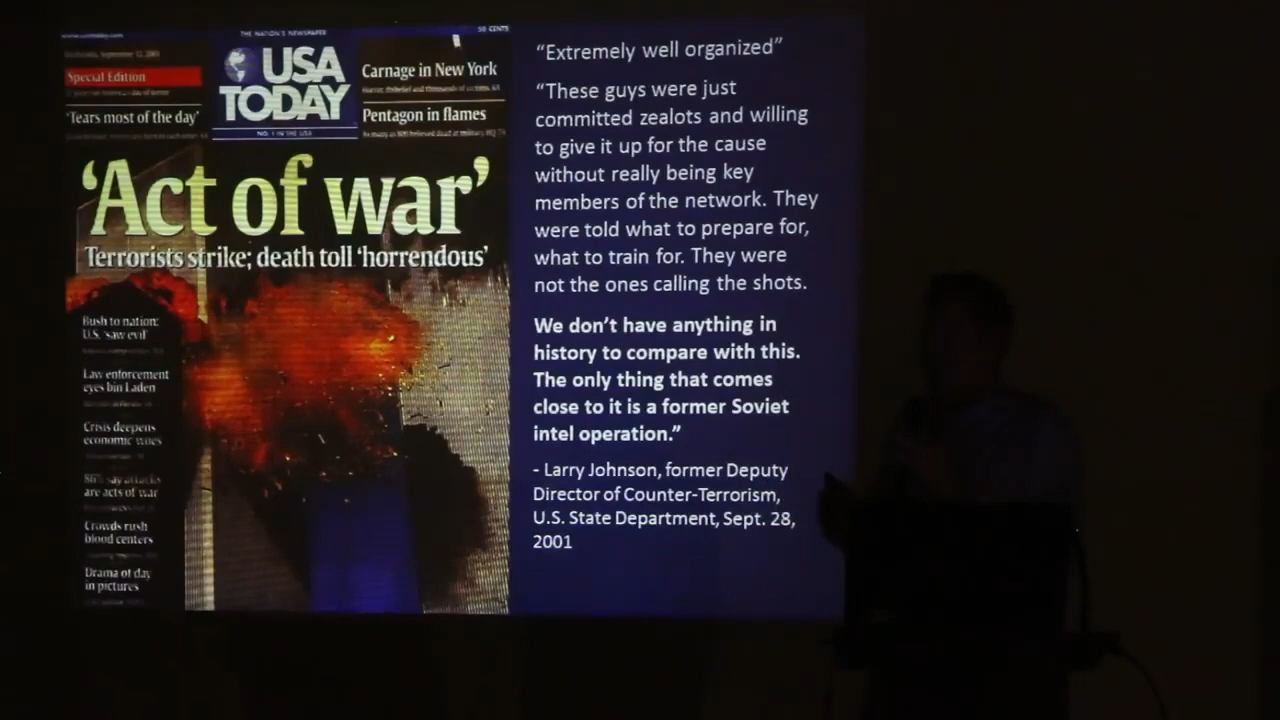 THE NATION'S NEWSPAPER
50 CENTS
USA
TODAY
NO. 1 IN THE USA
Special Edition
'Tears most of the day'
Carnage in New York
Pentagon in flames
'Act of war'
Terrorists strike; death toll 'horrendous'
Bush to nation:
U.S. 'saw evil'
Law enforcement
eyes bin Laden
Crisis deepens
economic woes
say attacks
are acts of war
Crowds rush
blood centers
Drama of day
in pictures
“Extremely well organized”
“These guys were just
committed zealots and willing
to give it up for the cause
without really being key
members of the network. They
were told what to prepare for,
what to train for. They were
not the ones calling the shots.
We don’t have anything in
history to compare with this.
The only thing that comes
close to it is a former Soviet
intel operation.”
- Larry Johnson, former Deputy
Director of Counter-Terrorism,
U.S. State Department, Sept. 28,
2001